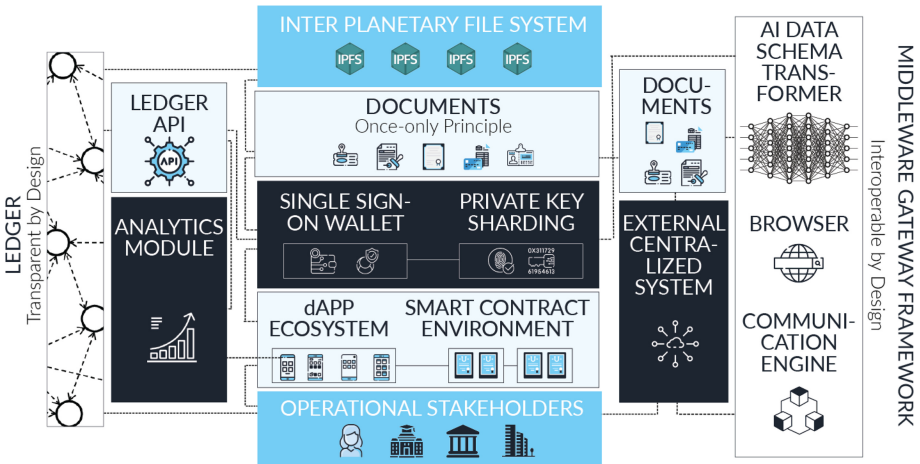 LEDGER
Transparent by Design
LEDGER
API
API
ANALYTICS
MODULE
INTER PLANETARY FILE SYSTEM
IPFS
IPFS
IPFS
IPFS
DOCUMENTS
Once-only Principle
SINGLE SIGN-
ON WALLET
PRIVATE KEY
SHARDING
0X311729
61954613
dAPP
ECOSYSTEM
SMART CONTRACT
ENVIRONMENT
OPERATIONAL STAKEHOLDERS
DOCU-
MENTS
EXTERNAL
CENTRA-
LIZED
SYSTEM
AI DATA
SCHEMA
TRANS-
FORMER
BROWSER
COMMUNI-
CATION
ENGINE
Interoperable by Design
MIDDLEWARE GATEWAY FRAMEWORK